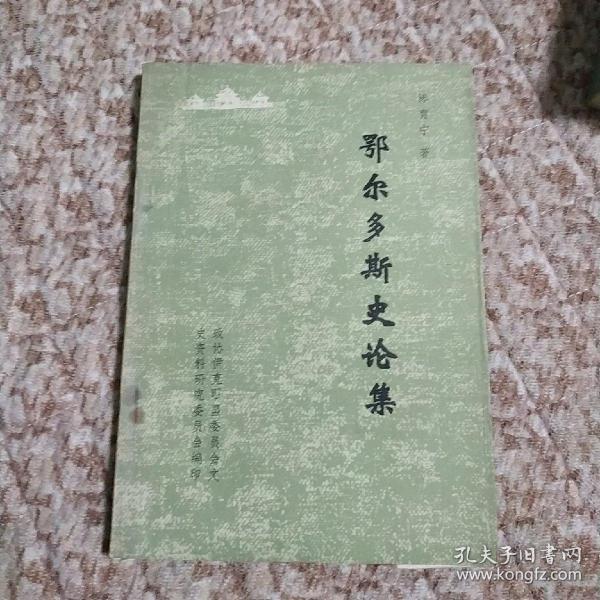 陈育宁 著
鄂尔多斯史论集
政协伊克昭盟委员会文
史资料研究委员会编印
孔夫子旧书网
www.kongfz.com